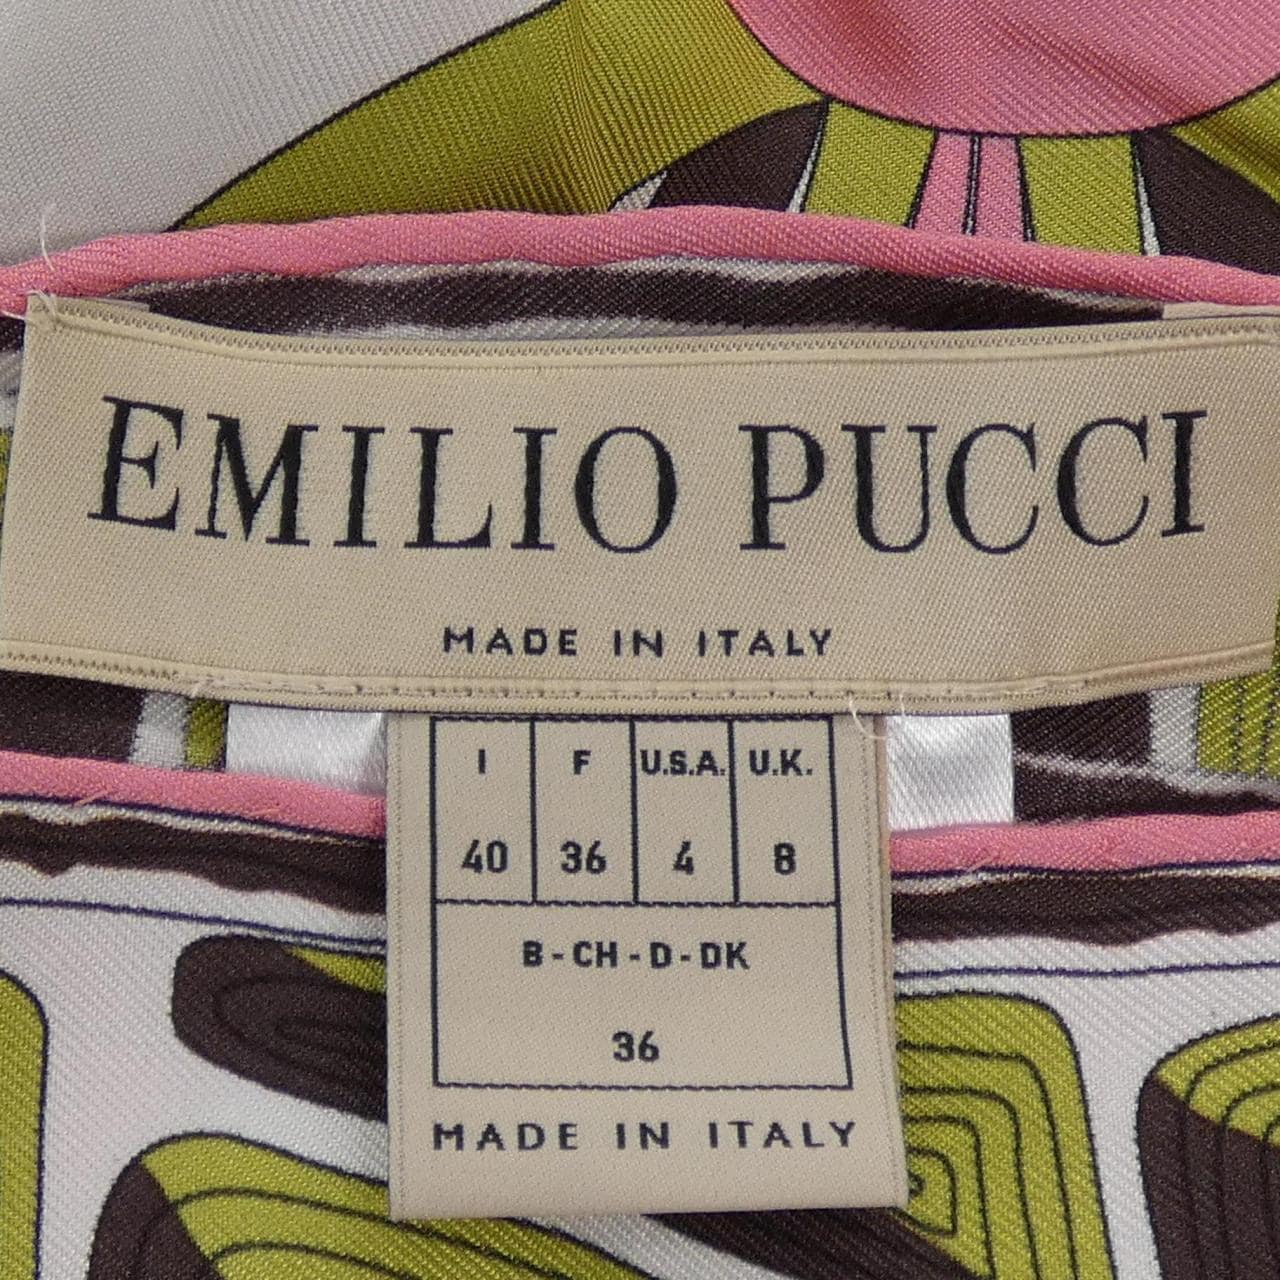 EMILIO PUCCI
MADE IN ITALY
I F U.S.A. U.K.
40 36 4 8
B - CH - D - DK
36
MADE IN ITALY